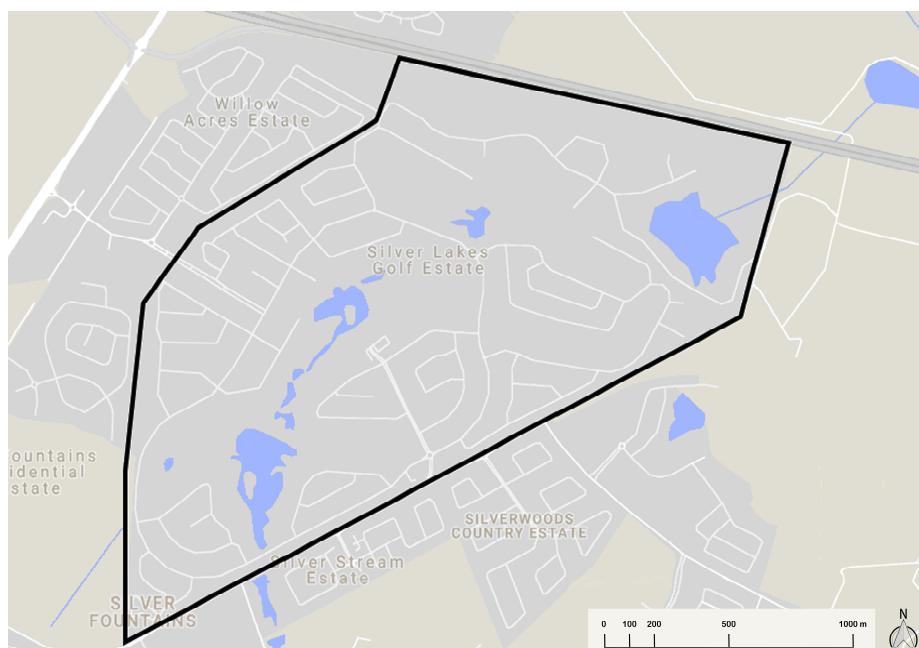 Willow
Acres Estate
Silver Lakes
Golf Estate
ountains
idential
state
SILVERWOODS
COUNTRY ESTATE
Silver Stream
Estate
SILVER
FOUNTAINS
0 100 200 500 1000 m
N